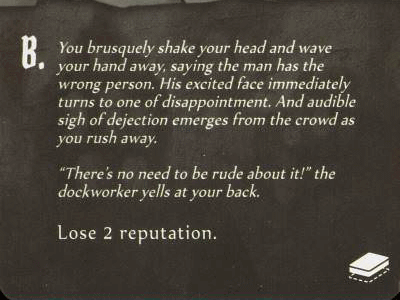 B. You brusquely shake your head and wave
your hand away, saying the man has the
wrong person. His excited face immediately
turns to one of disappointment. And audible
sigh of dejection emerges from the crowd as
you rush away.
"There's no need to be rude about it!" the
dockworker yells at your back.
Lose 2 reputation.